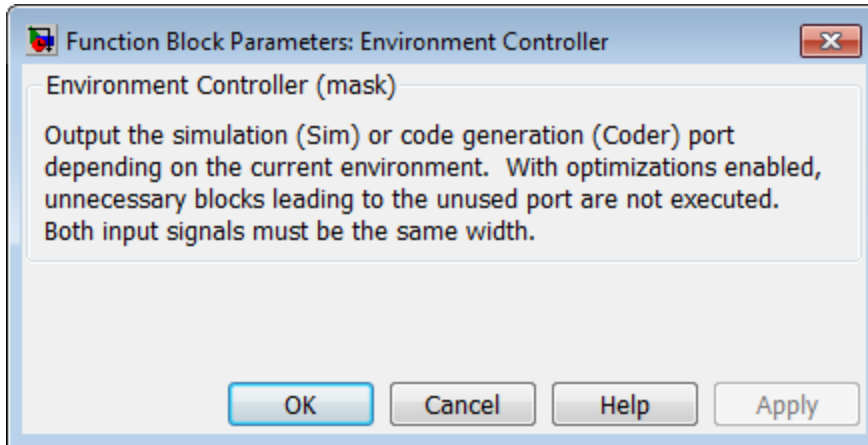 Function Block Parameters: Environment Controller
Environment Controller (mask)
Output the simulation (Sim) or code generation (Coder) port
depending on the current environment.  With optimizations enabled,
unnecessary blocks leading to the unused port are not executed.
Both input signals must be the same width.
OK Cancel Help Apply